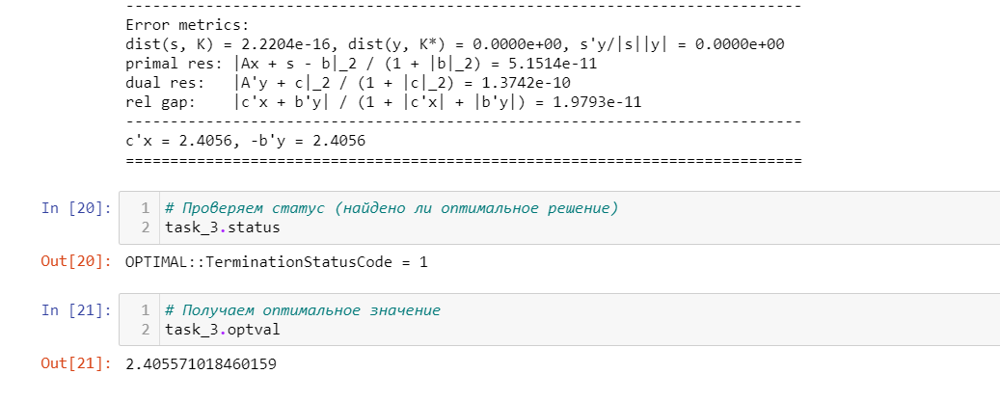 ----------------------------------------------------------------------------
Error metrics:
dist(s, K) = 2.2204e-16, dist(y, K*) = 0.0000e+00, s'y/|s||y| = 0.0000e+00
primal res: |Ax + s - b|_2 / (1 + |b|_2) = 5.1514e-11
dual res:   |A'y + c|_2 / (1 + |c|_2) = 1.3742e-10
rel gap:    |c'x + b'y| / (1 + |c'x| + |b'y|) = 1.9793e-11
----------------------------------------------------------------------------
c'x = 2.4056, -b'y = 2.4056
============================================================================
In [20]: 1 # Проверяем статус (найдено ли оптимальное решение)
2 task_3.status
Out[20]: OPTIMAL::TerminationStatusCode = 1
In [21]: 1 # Получаем оптимальное значение
2 task_3.optval
Out[21]: 2.405571018460159